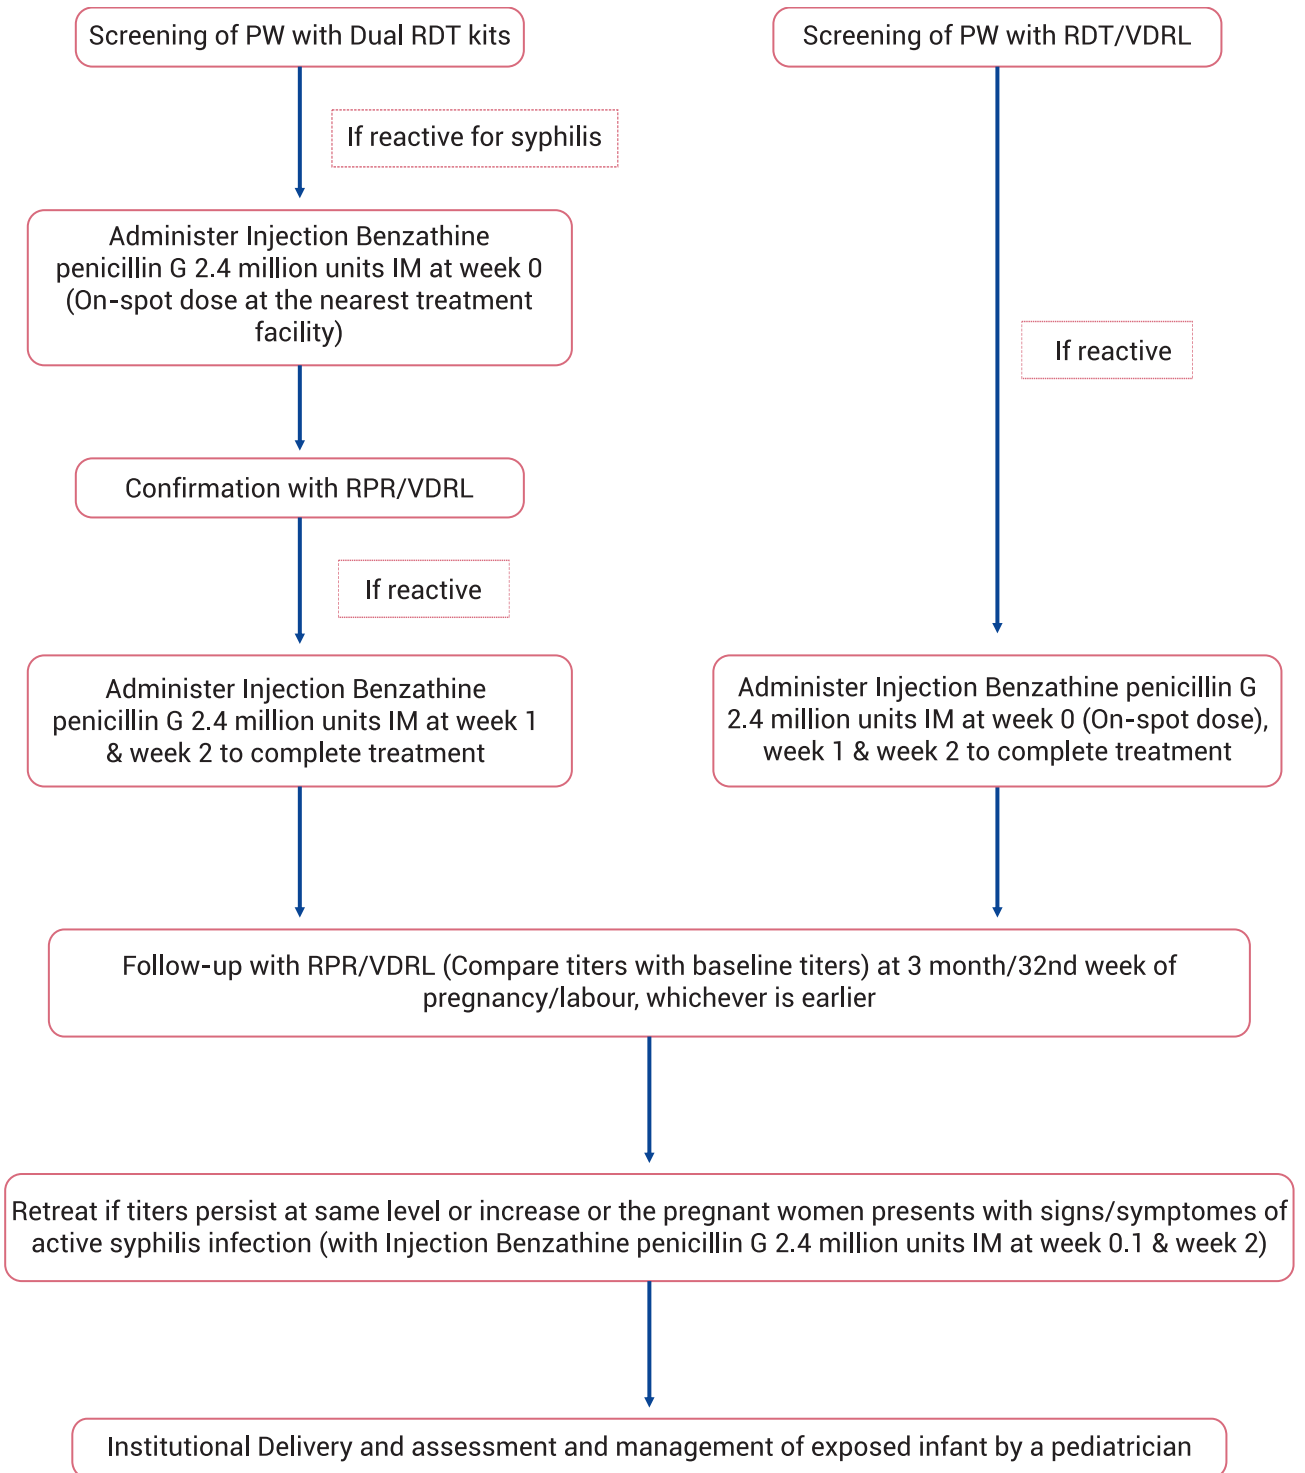 Screening of PW with Dual RDT kits
Screening of PW with RDT/VDRL
If reactive for syphilis
Administer Injection Benzathine
penicillin G 2.4 million units IM at week 0
(On-spot dose at the nearest treatment
facility)
If reactive
Confirmation with RPR/VDRL
If reactive
Administer Injection Benzathine
penicillin G 2.4 million units IM at week 1
& week 2 to complete treatment
Administer Injection Benzathine penicillin G
2.4 million units IM at week 0 (On-spot dose),
week 1 & week 2 to complete treatment
Follow-up with RPR/VDRL (Compare titers with baseline titers) at 3 month/32nd week of
pregnancy/labour, whichever is earlier
Retreat if titers persist at same level or increase or the pregnant women presents with signs/symptomes of
active syphilis infection (with Injection Benzathine penicillin G 2.4 million units IM at week 0.1 & week 2)
Institutional Delivery and assessment and management of exposed infant by a pediatrician